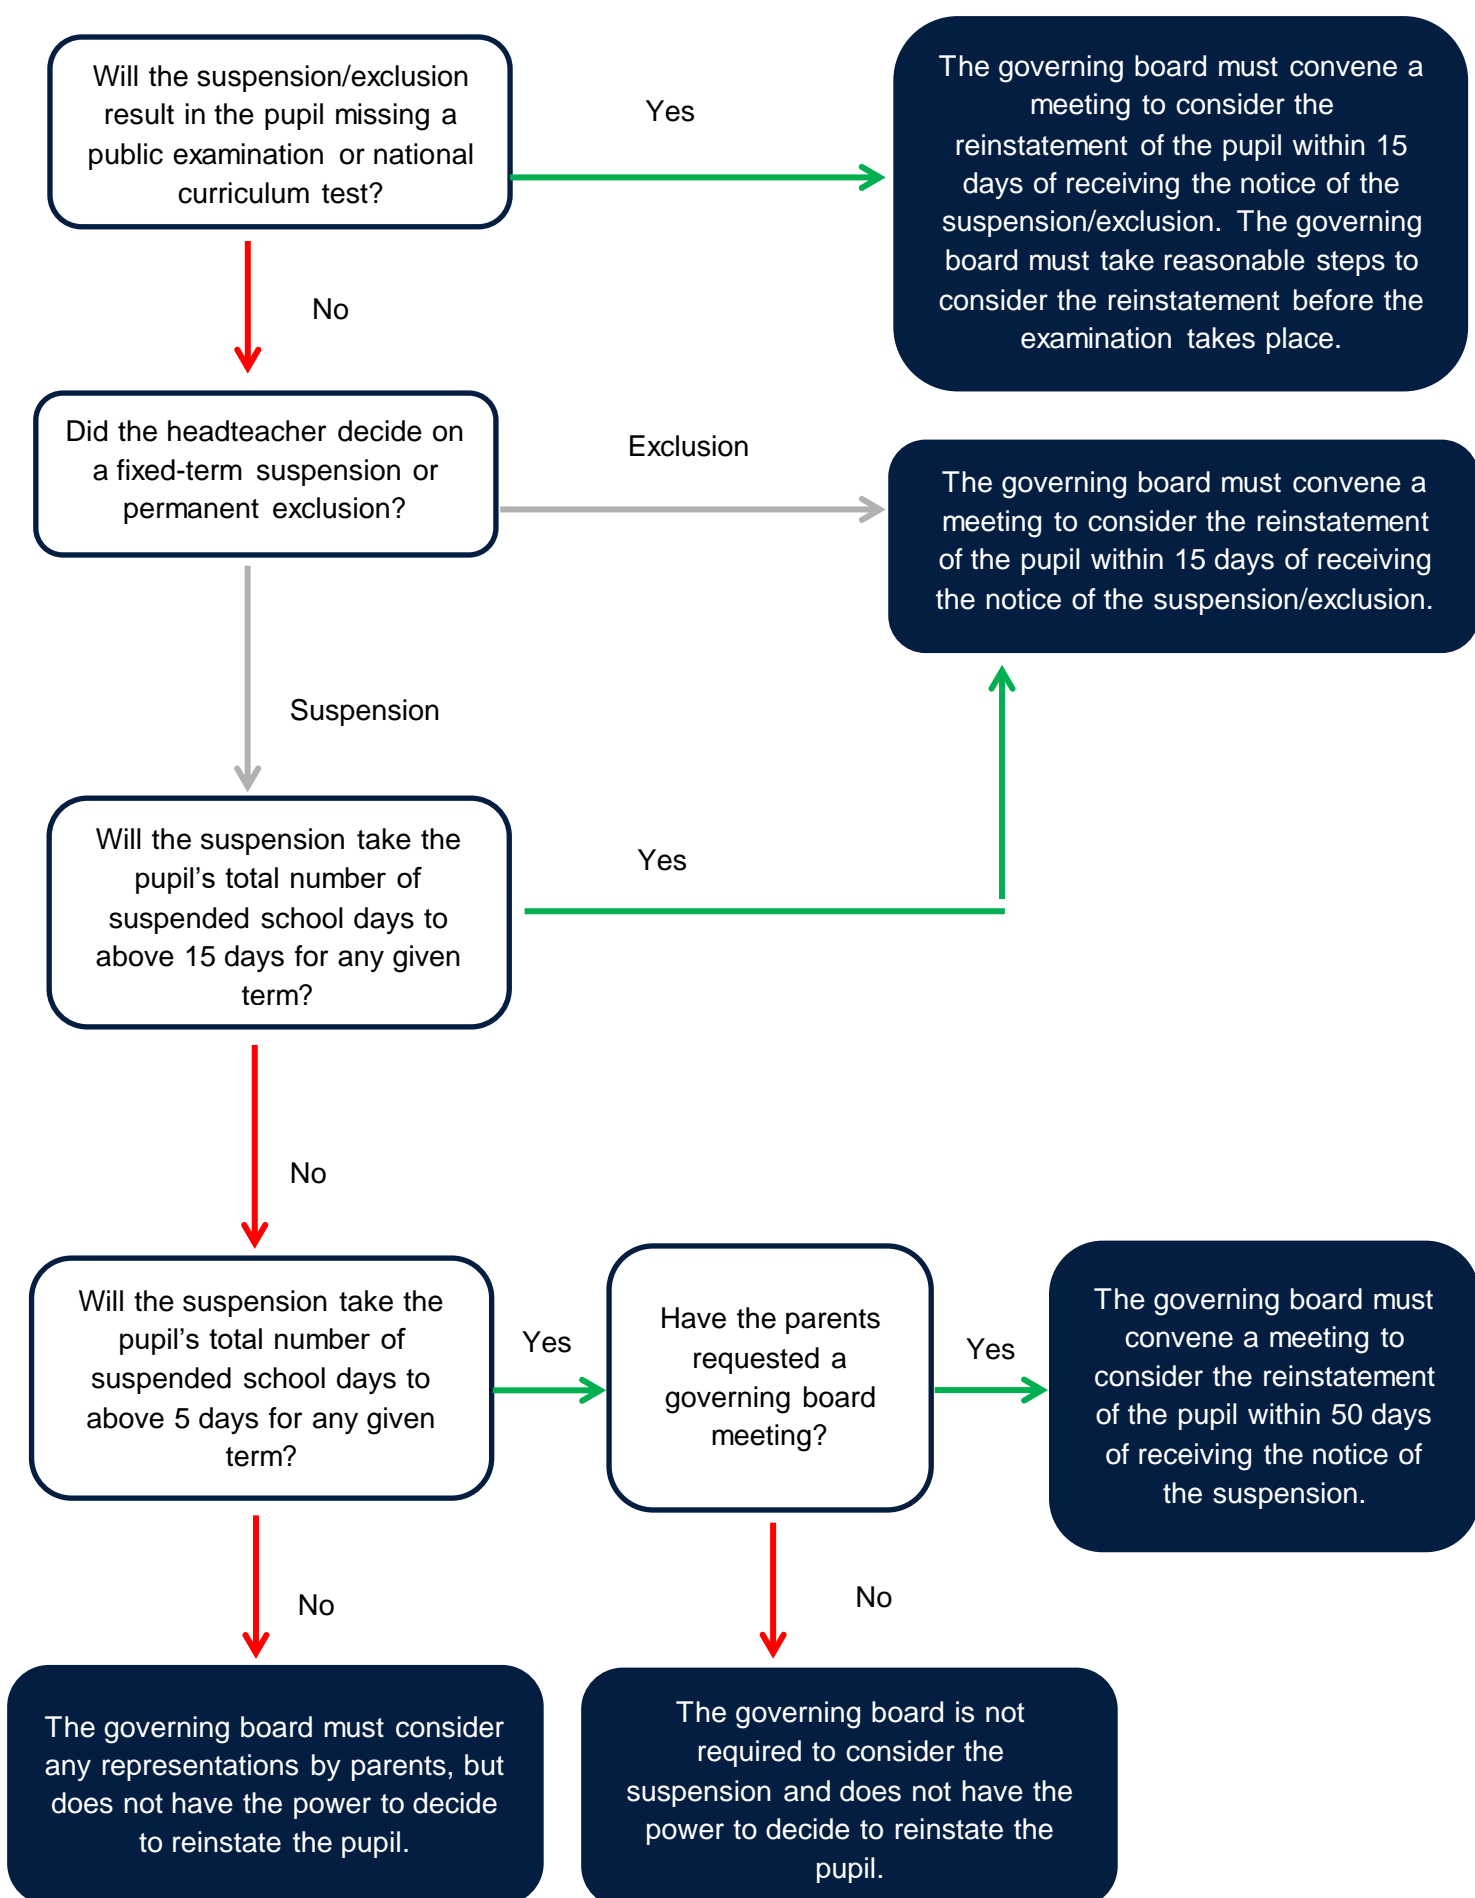 Will the suspension/exclusion
result in the pupil missing a
public examination or national
curriculum test?
Yes
The governing board must convene a
meeting to consider the
reinstatement of the pupil within 15
days of receiving the notice of the
suspension/exclusion. The governing
board must take reasonable steps to
consider the reinstatement before the
examination takes place.
No
Did the headteacher decide on
a fixed-term suspension or
permanent exclusion?
Exclusion
The governing board must convene a
meeting to consider the reinstatement
of the pupil within 15 days of receiving
the notice of the suspension/exclusion.
Suspension
Will the suspension take the
pupil’s total number of
suspended school days to
above 15 days for any given
term?
Yes
No
Will the suspension take the
pupil’s total number of
suspended school days to
above 5 days for any given
term?
Yes
Have the parents
requested a
governing board
meeting?
Yes
The governing board must
convene a meeting to
consider the reinstatement
of the pupil within 50 days
of receiving the notice of
the suspension.
No
No
The governing board must consider
any representations by parents, but
does not have the power to decide
to reinstate the pupil.
The governing board is not
required to consider the
suspension and does not have the
power to decide to reinstate the
pupil.